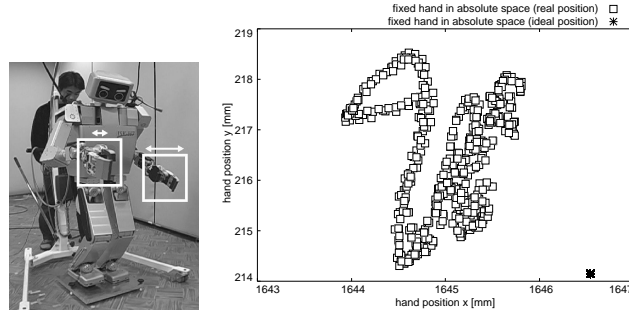 fixed hand in absolute space (real position)
fixed hand in absolute space (ideal position)
219
218
217
216
215
214
hand position y [mm]
1643
1644
1645
1646
1647
hand position x [mm]